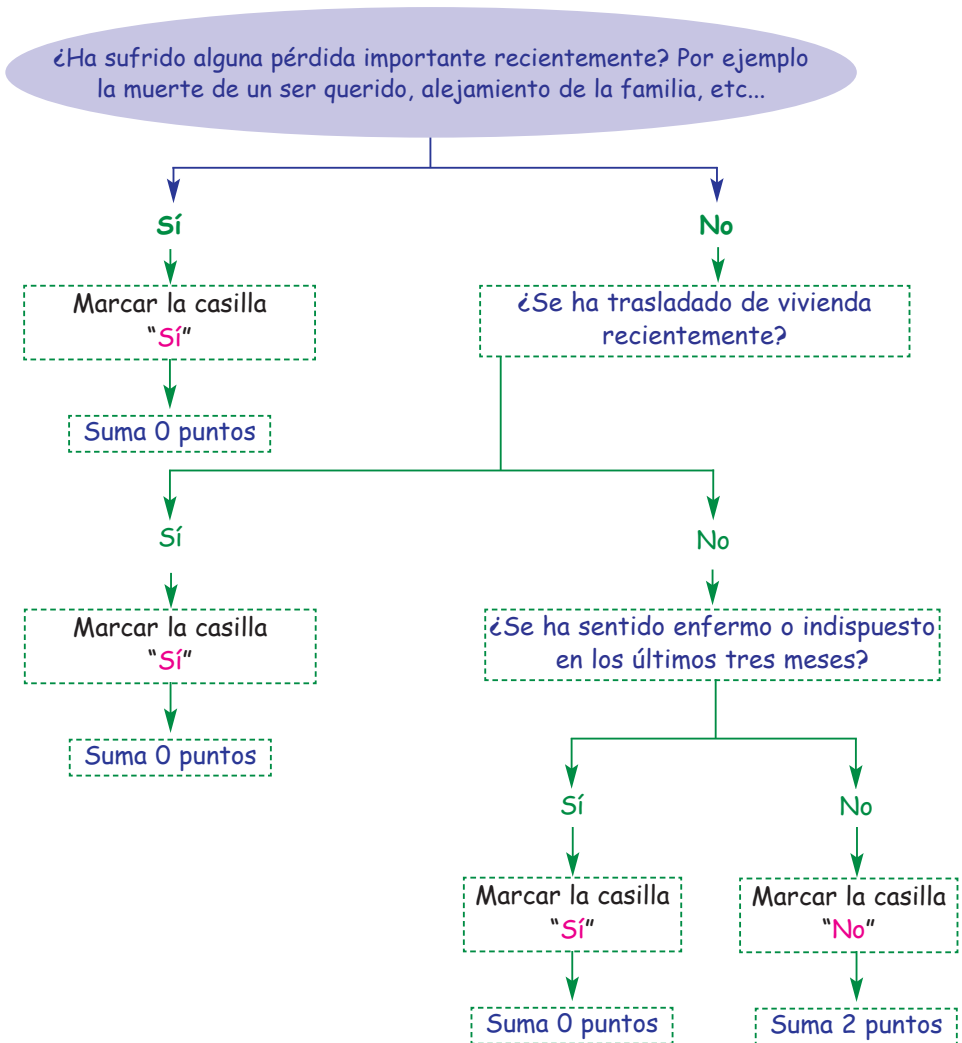 ¿Ha sufrido alguna pérdida importante recientemente? Por ejemplo
la muerte de un ser querido, alejamiento de la familia, etc...
Sí
No
Marcar la casilla
“Sí”
¿Se ha trasladado de vivienda
recientemente?
Suma 0 puntos
Sí
No
Marcar la casilla
“Sí”
¿Se ha sentido enfermo o indispuesto
en los últimos tres meses?
Suma 0 puntos
Sí
No
Marcar la casilla
“Sí”
Marcar la casilla
“No”
Suma 0 puntos
Suma 2 puntos